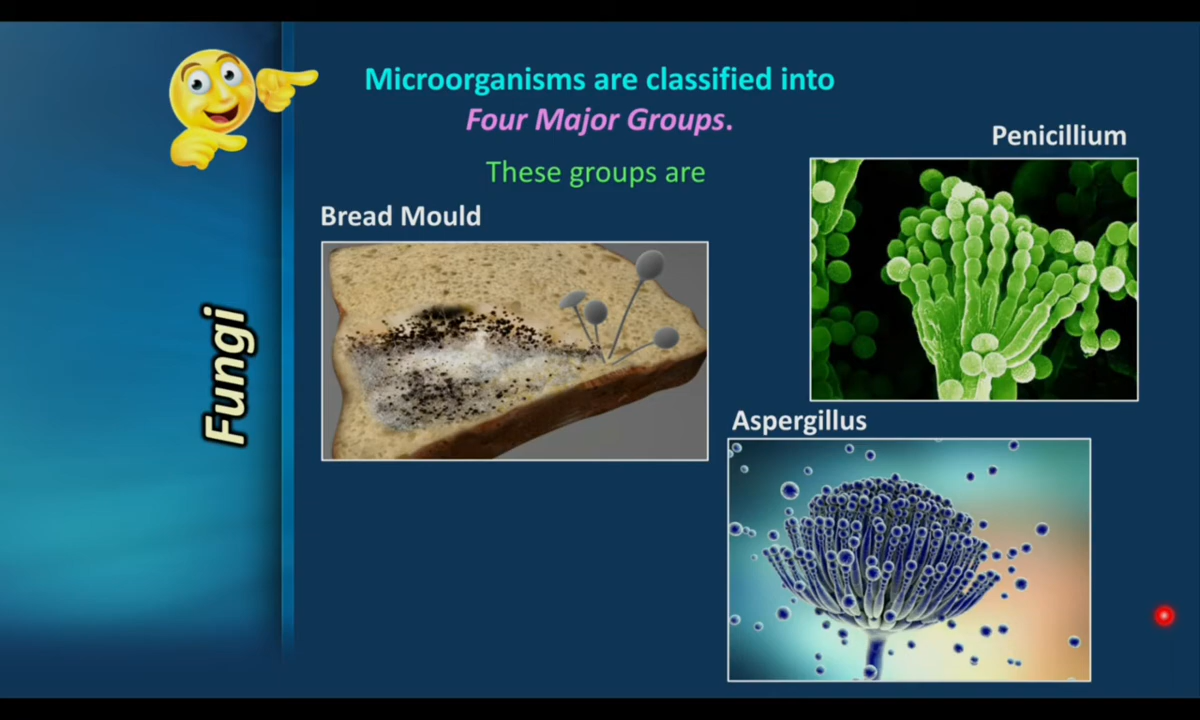 Microorganisms are classified into
Four Major Groups.
These groups are
Penicillium
Bread Mould
Fungi
Aspergillus